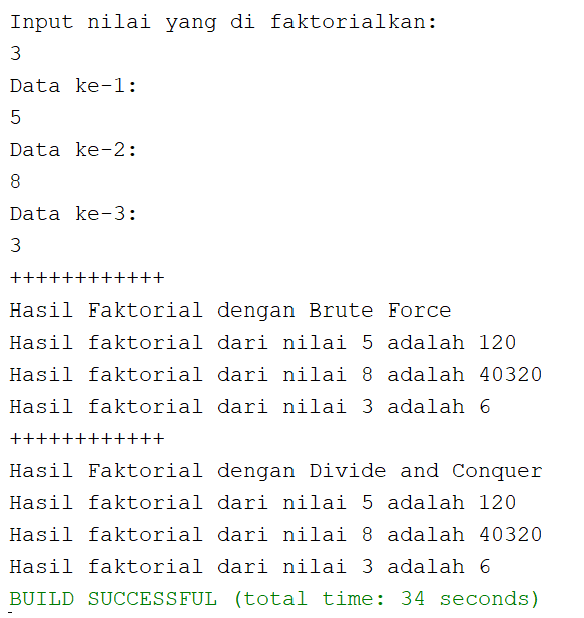 Input nilai yang di faktorialkan:
3
Data ke-1:
5
Data ke-2:
8
Data ke-3:
3
++++++++++++
Hasil Faktorial dengan Brute Force
Hasil faktorial dari nilai 5 adalah 120
Hasil faktorial dari nilai 8 adalah 40320
Hasil faktorial dari nilai 3 adalah 6
++++++++++++
Hasil Faktorial dengan Divide and Conquer
Hasil faktorial dari nilai 5 adalah 120
Hasil faktorial dari nilai 8 adalah 40320
Hasil faktorial dari nilai 3 adalah 6
BUILD SUCCESSFUL (total time: 34 seconds)